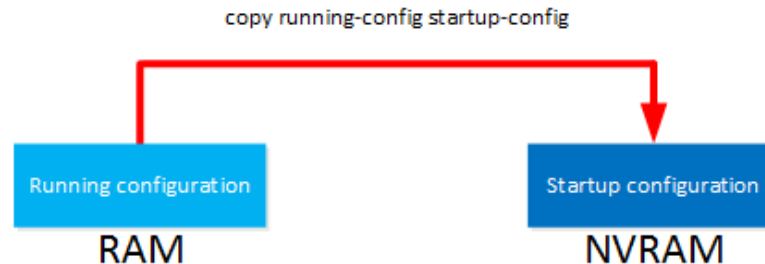 copy running-config startup-config
Running configuration
Startup configuration
RAM
NVRAM